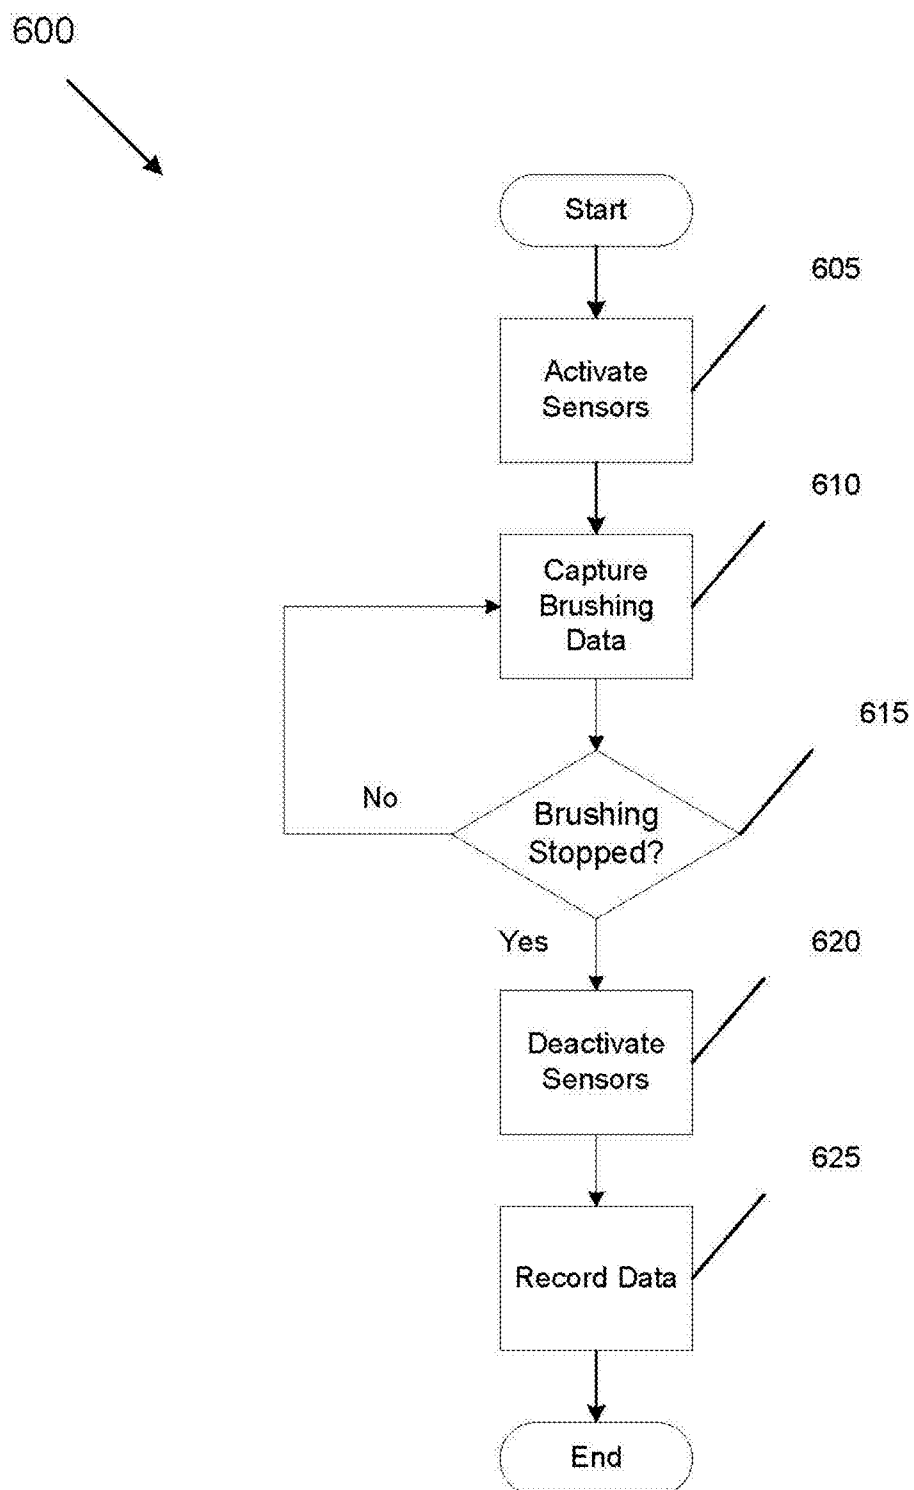 600
Start
605
Activate
Sensors
610
Capture
Brushing
Data
615
No
Brushing
Stopped?
Yes
620
Deactivate
Sensors
625
Record Data
End